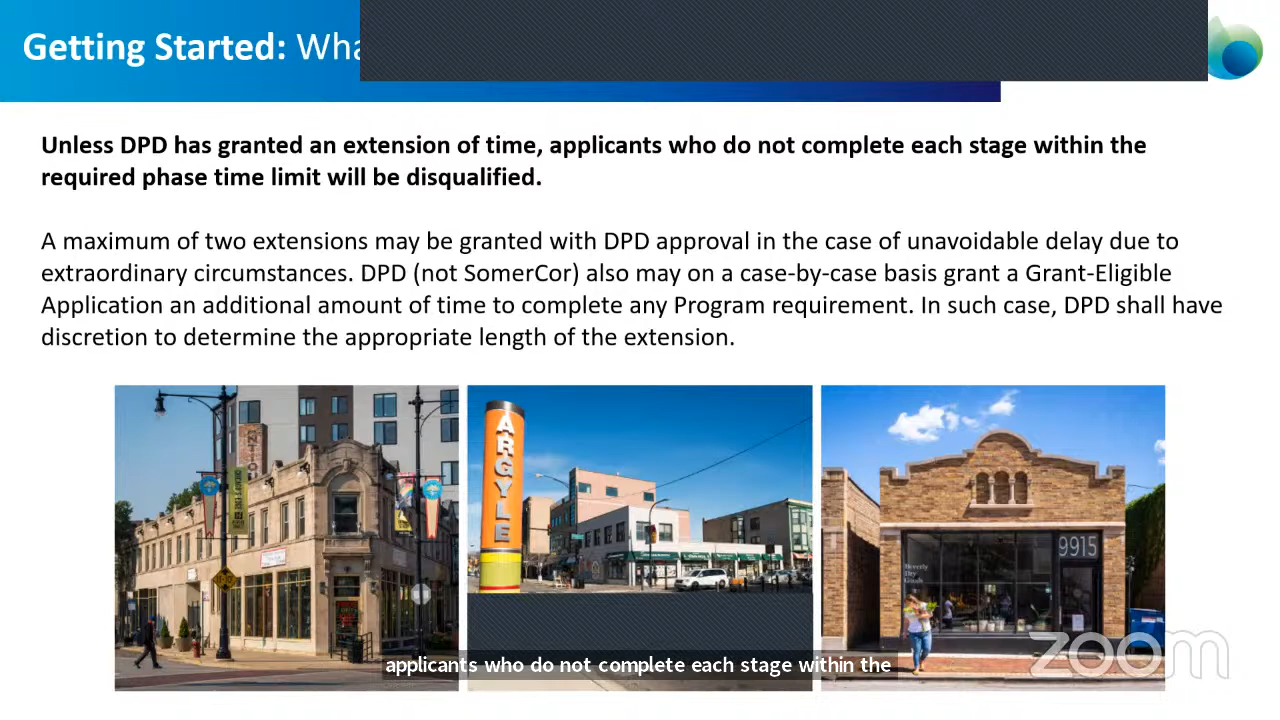 Getting Started: Wha
Unless DPD has granted an extension of time, applicants who do not complete each stage within the
required phase time limit will be disqualified.
A maximum of two extensions may be granted with DPD approval in the case of unavoidable delay due to
extraordinary circumstances. DPD (not SomerCor) also may on a case-by-case basis grant a Grant-Eligible
Application an additional amount of time to complete any Program requirement. In such case, DPD shall have
discretion to determine the appropriate length of the extension.
ARGYLE
9915
Beverly
Dry
Goods
applicants who do not complete each stage within the
zoom